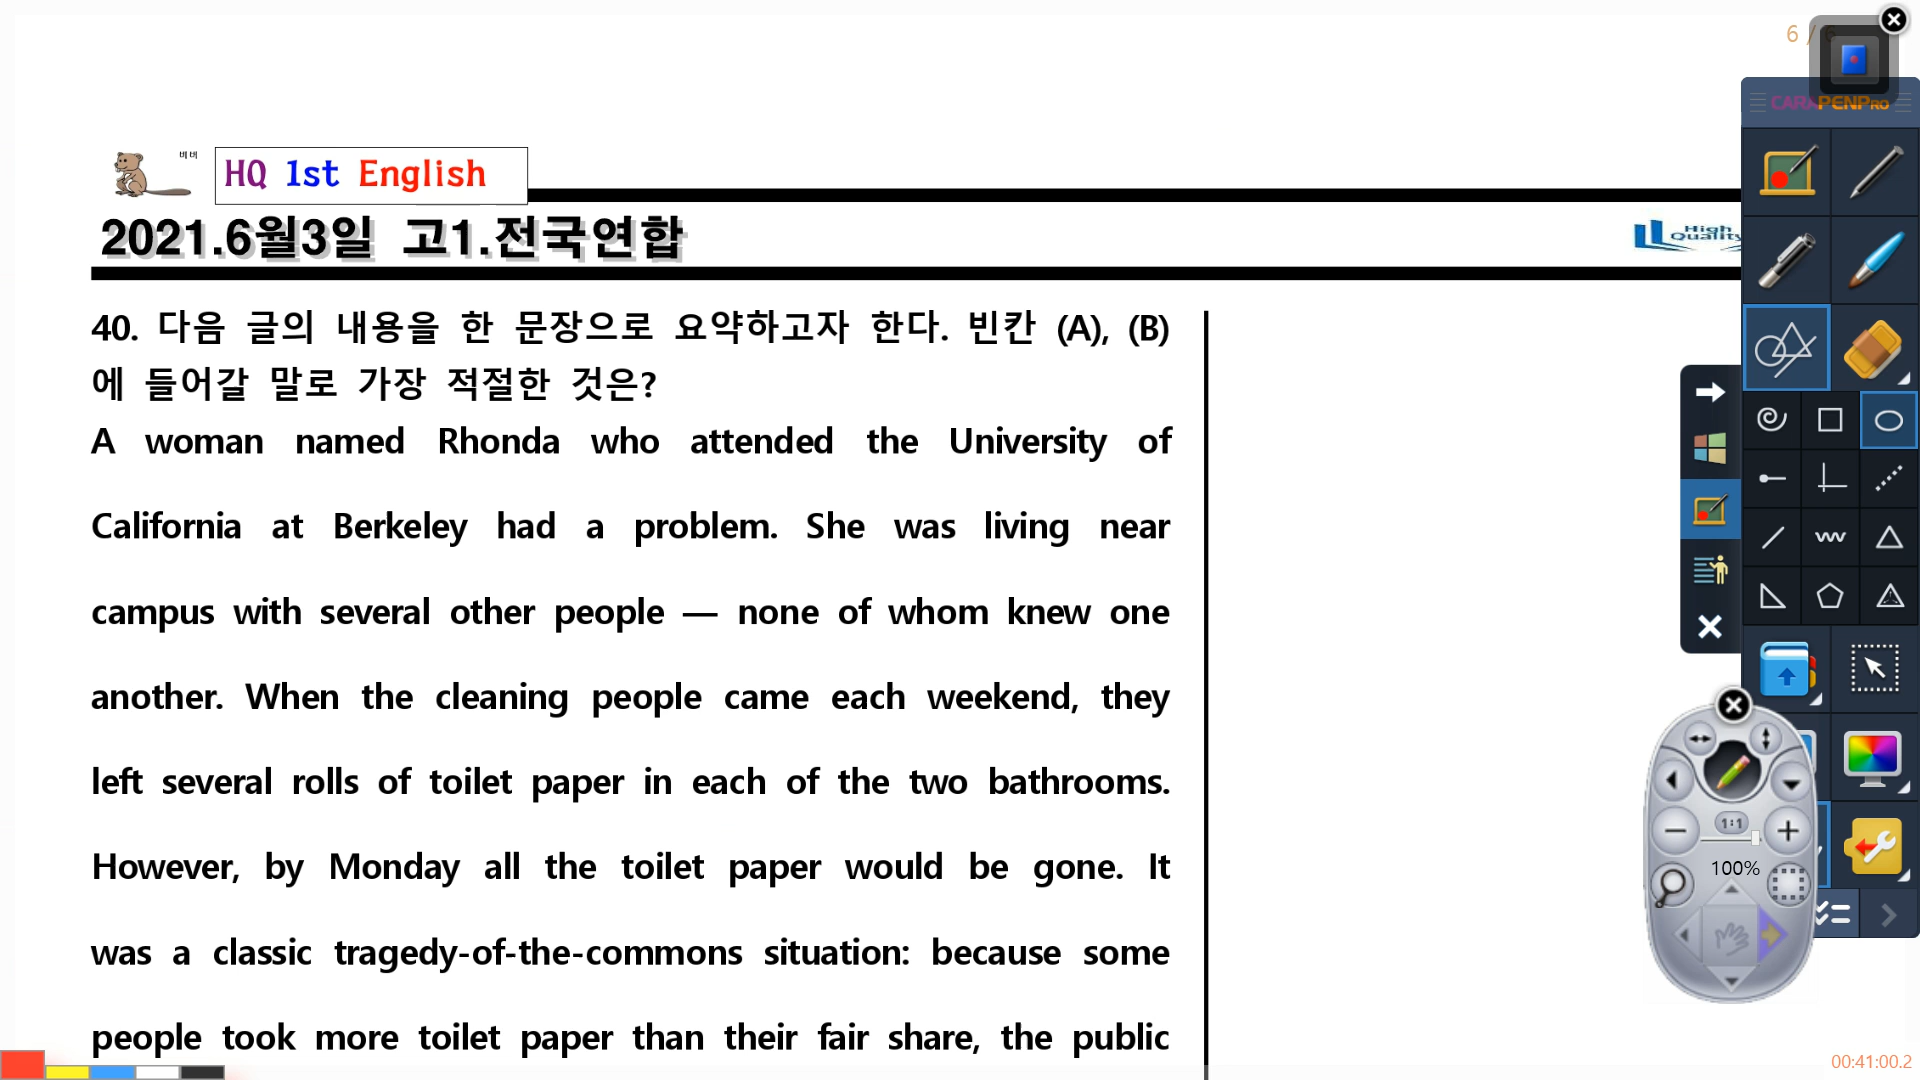 6 / 6
CARAPENPRO
비버
HQ 1st English
2021.6월3일 고1.전국연합
High
Quality
40. 다음 글의 내용을 한 문장으로 요약하고자 한다. 빈칸 (A), (B)
에 들어갈 말로 가장 적절한 것은?
A woman named Rhonda who attended the University of
California at Berkeley had a problem. She was living near
campus with several other people — none of whom knew one
another. When the cleaning people came each weekend, they
left several rolls of toilet paper in each of the two bathrooms.
However, by Monday all the toilet paper would be gone. It
was a classic tragedy-of-the-commons situation: because some
people took more toilet paper than their fair share, the public
1:1
100%
00:41:00.2